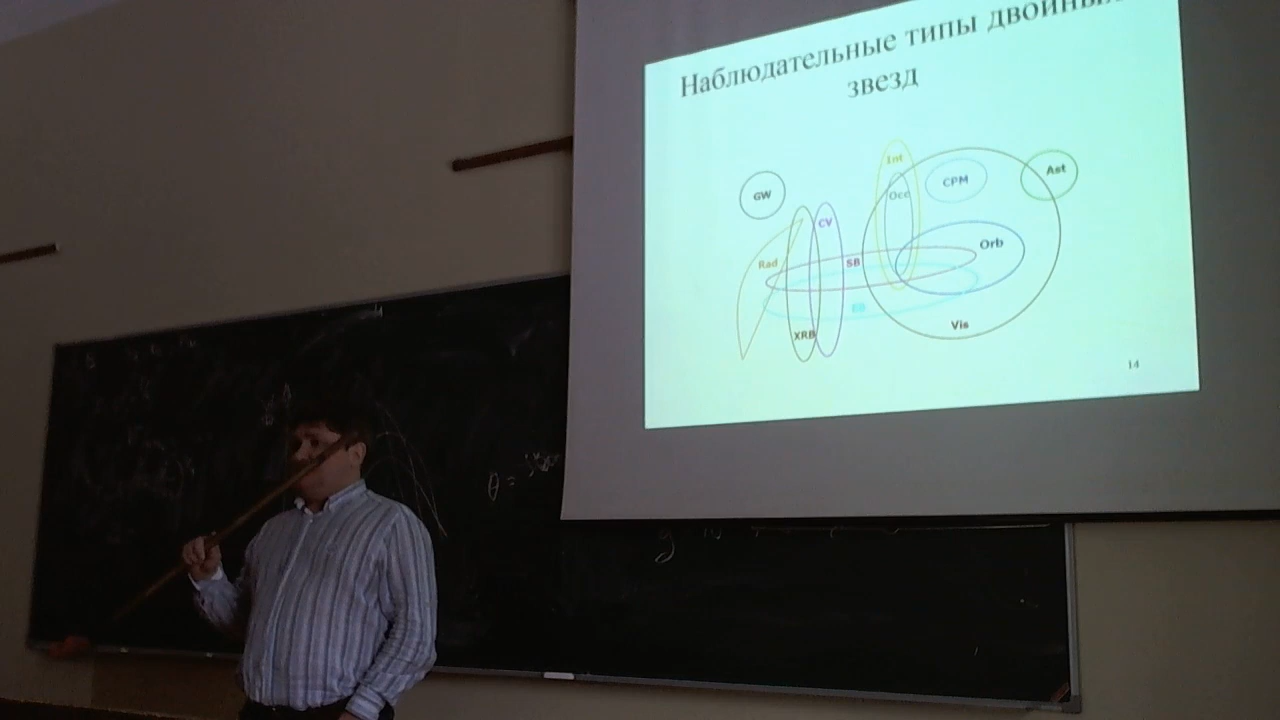 Наблюдательные типы двойных
звезд
Int
CPM
Ast
GW
Occ
CV
Orb
Rad
SB
EB
Vis
XRB
14
θ =